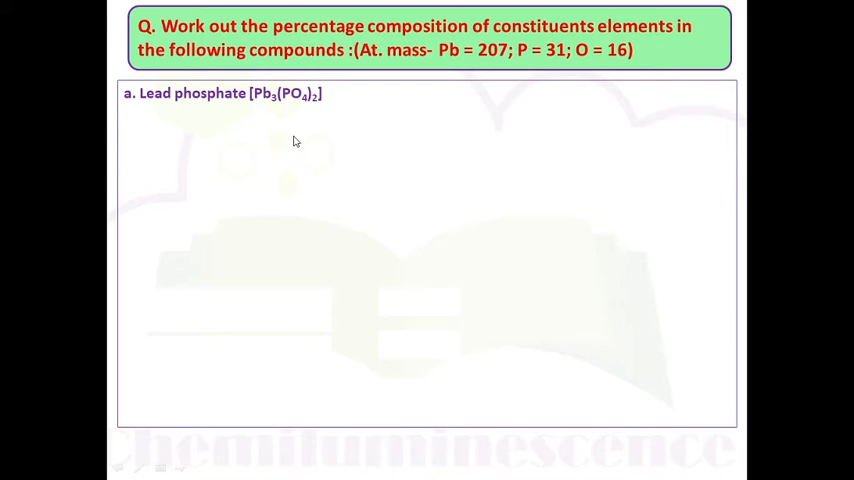 Q. Work out the percentage composition of constituents elements in
the following compounds :(At. mass- Pb = 207; P = 31; O = 16)
a. Lead phosphate [Pb₃(PO₄)₂]
Chemiluminescence